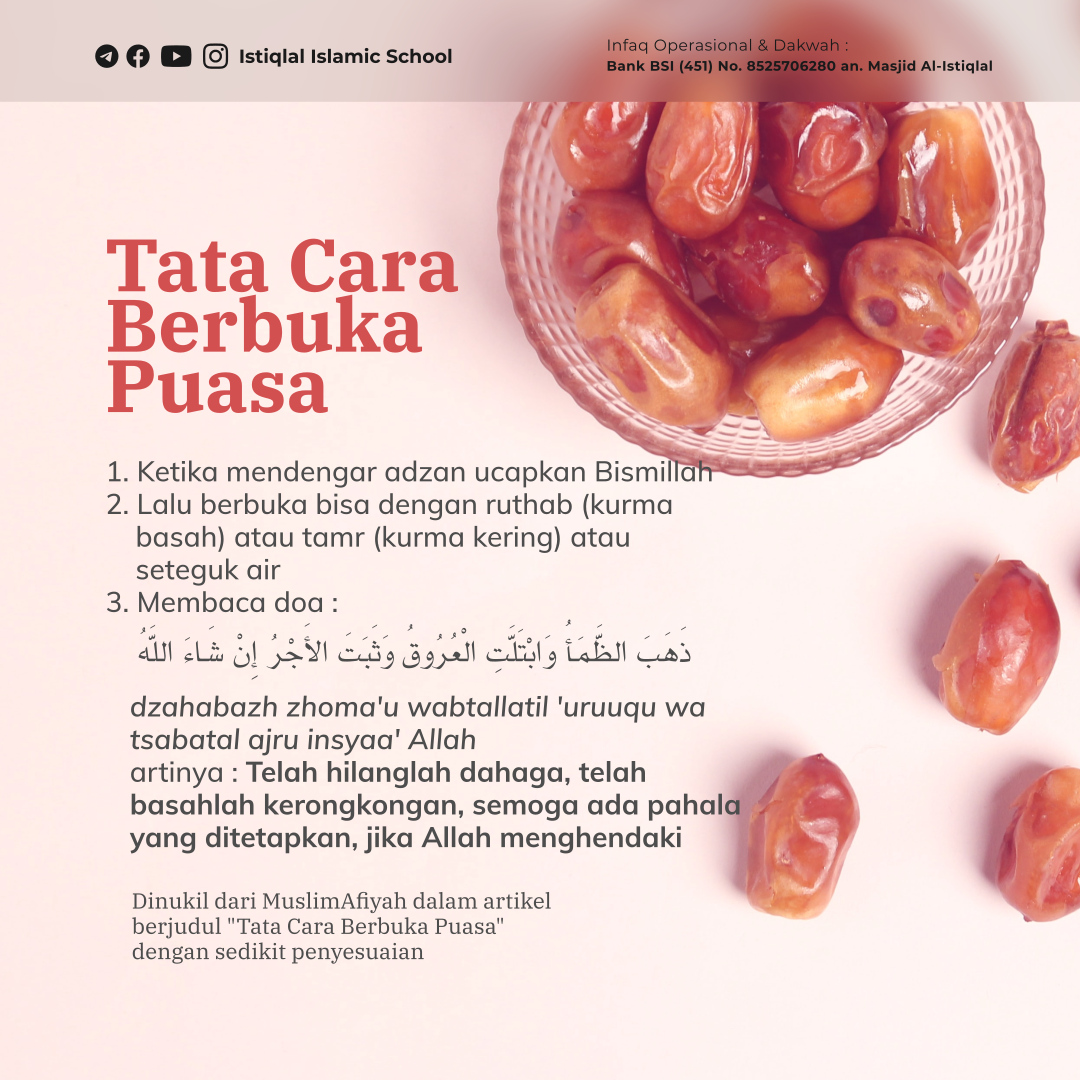 Istiqlal Islamic School
Infaq Operasional & Dakwah :
Bank BSI (451) No. 8525706280 an. Masjid Al-Istiqlal
Tata Cara
Berbuka
Puasa
1. Ketika mendengar adzan ucapkan Bismillah
2. Lalu berbuka bisa dengan ruthab (kurma
basah) atau tamr (kurma kering) atau
seteguk air
3. Membaca doa :
ذَهَبَ الظَّمَأُ وَابْتَلَّتِ الْعُرُوقُ وَثَبَتَ الأَجْرُ إِنْ شَاءَ اللَّهُ
dzahabazh zhoma'u wabtallatil 'uruuqu wa
tsabatal ajru insyaa' Allah
artinya : Telah hilanglah dahaga, telah
basahlah kerongkongan, semoga ada pahala
yang ditetapkan, jika Allah menghendaki
Dinukil dari MuslimAfiyah dalam artikel
berjudul "Tata Cara Berbuka Puasa"
dengan sedikit penyesuaian